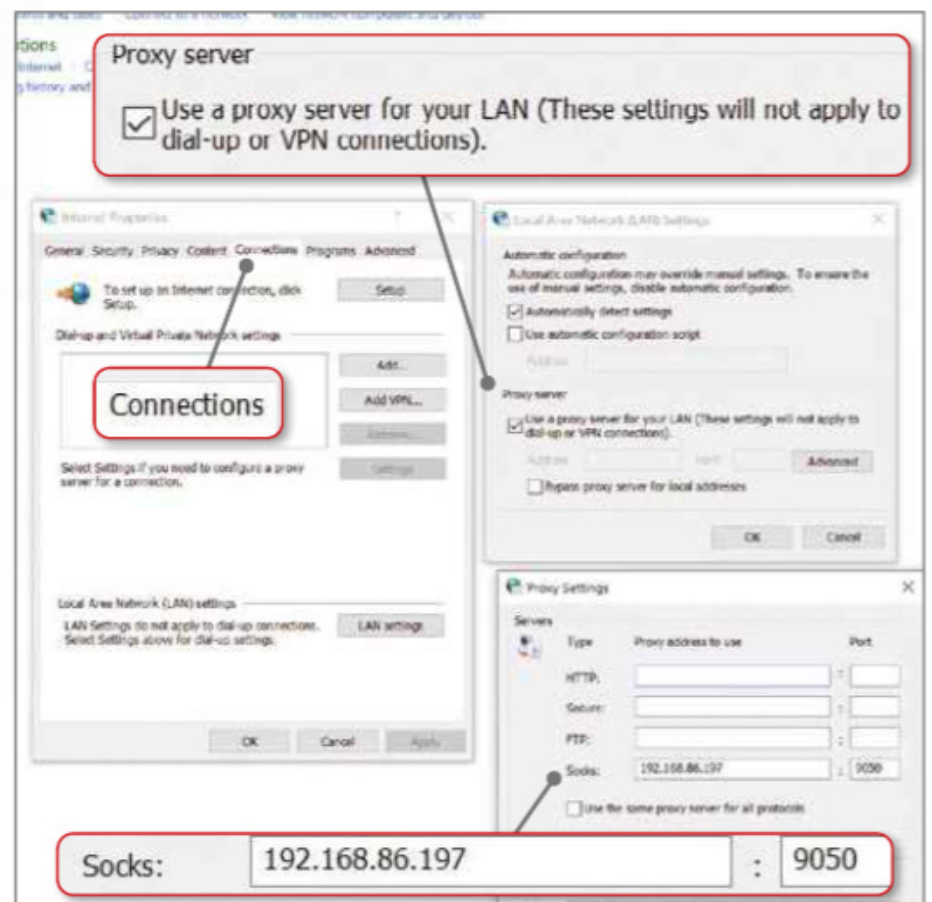 Connect to a network
tions
Internet
g history and
Proxy server
Use a proxy server for your LAN (These settings will not apply to
dial-up or VPN connections).
Internet Properties
?
General Security Privacy Content Connections Programs Advanced
To set up an Internet connection, click
Setup.
Setup
Dial-up and Virtual Private Network settings
Add...
Add VPN...
Remove...
Connections
Select Settings if you need to configure a proxy
server for a connection.
Settings
Local Area Network (LAN) settings
LAN Settings do not apply to dial-up connections.
Select Settings above for dial-up settings.
LAN settings
OK Cancel Apply
Local Area Network (LAN) Settings
Automatic configuration
Automatic configuration may override manual settings. To ensure the
use of manual settings, disable automatic configuration.
Automatically detect settings
Use automatic configuration script
Address
Proxy server
Use a proxy server for your LAN (These settings will not apply to
dial-up or VPN connections).
Address Port Advanced
Bypass proxy server for local addresses
OK Cancel
Proxy Settings
Servers
Type Proxy address to use Port
HTTP: :
Secure: :
FTP: :
Socks: 192.168.86.197 : 9050
Use the same proxy server for all protocols
Socks: 192.168.86.197 : 9050